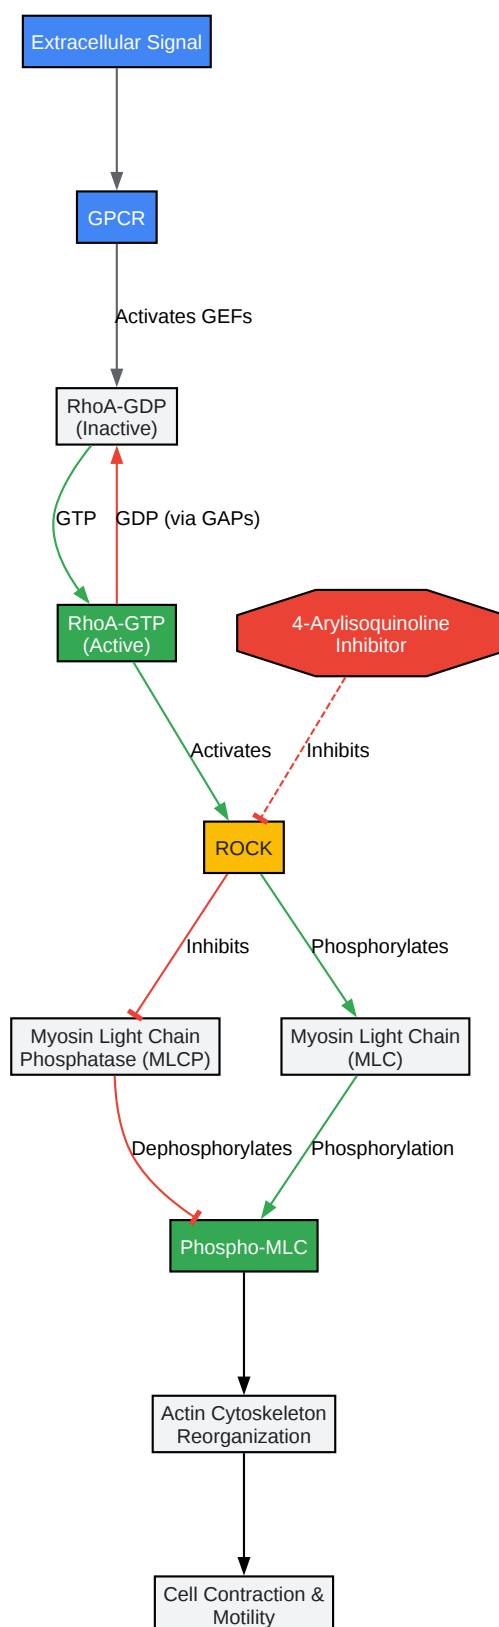 Extracellular Signal
GPCR
Activates GEFs
RhoA-GDP
(Inactive)
GTP
GDP (via GAPs)
RhoA-GTP
(Active)
4-Arylisoquinoline
Inhibitor
Activates
Inhibits
ROCK
Inhibits
Phosphorylates
Myosin Light Chain
Phosphatase (MLCP)
Myosin Light Chain
(MLC)
Dephosphorylates
Phosphorylation
Phospho-MLC
Actin Cytoskeleton
Reorganization
Cell Contraction &
Motility